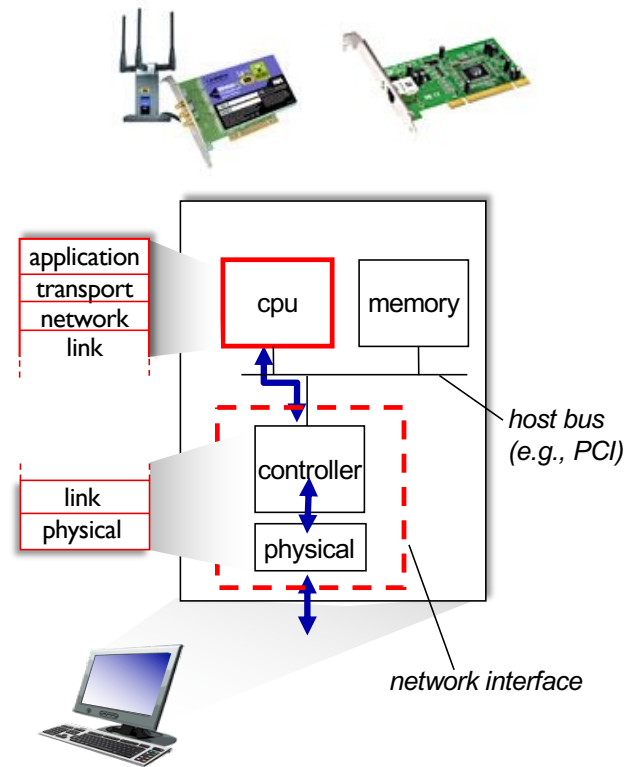 application
transport
network
link
cpu
memory
host bus
(e.g., PCI)
controller
link
physical
physical
network interface